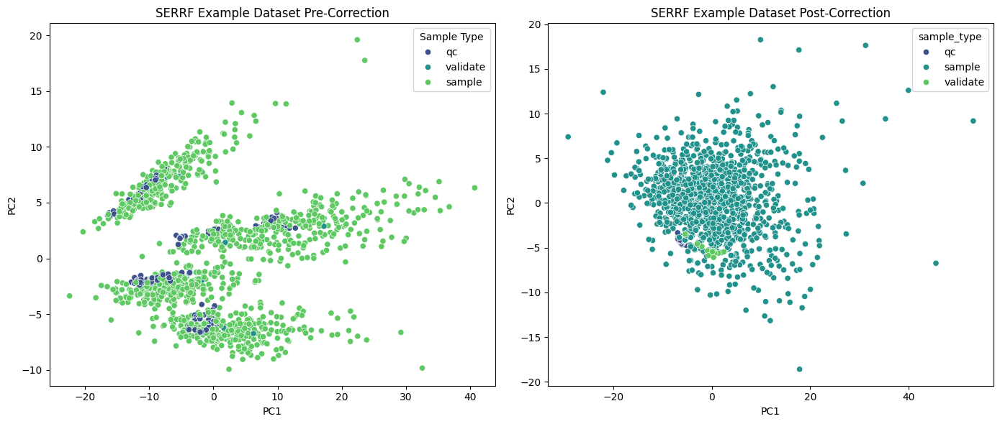 SERRF Example Dataset Pre-Correction
Sample Type
qc
validate
sample
20
15
10
5
0
−5
−10
PC2
−20
−10
0
10
20
30
40
PC1
SERRF Example Dataset Post-Correction
sample_type
qc
sample
validate
20
15
10
5
0
−5
−10
−15
−20
PC2
−20
0
20
40
PC1